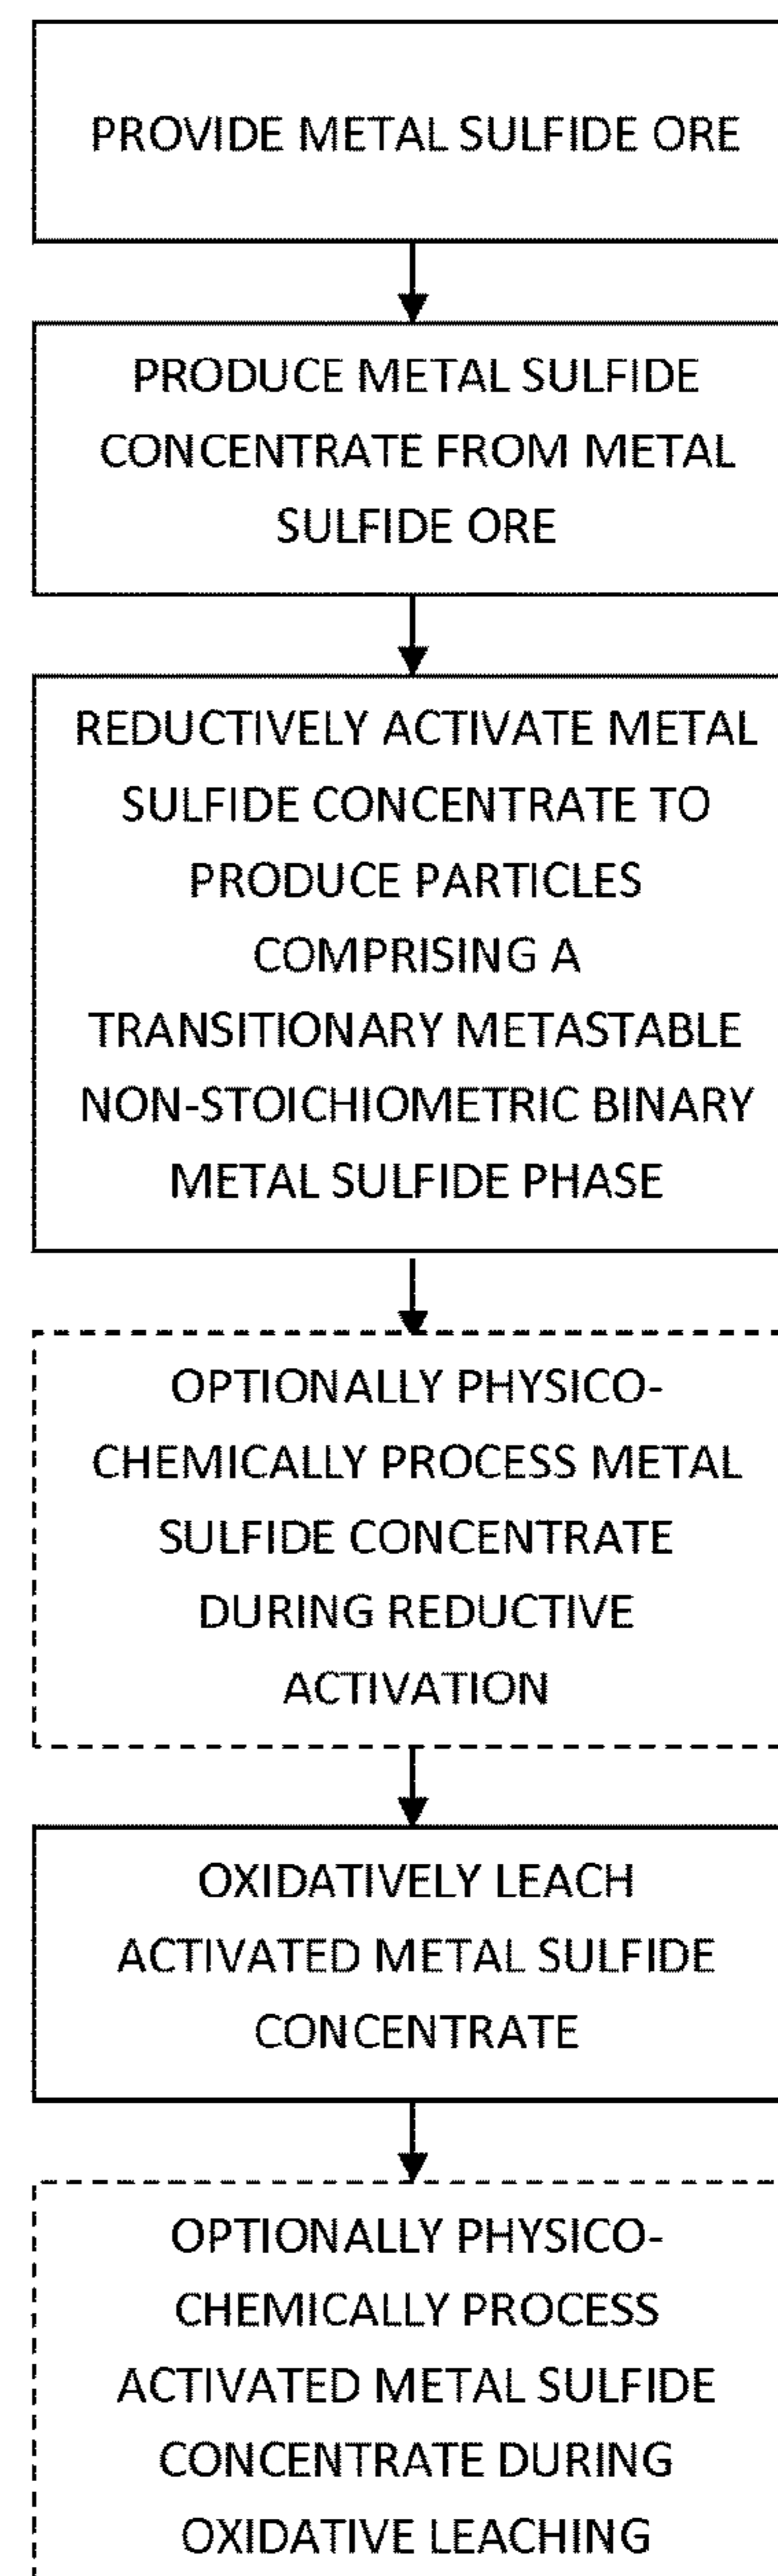 PROVIDE METAL SULFIDE ORE
PRODUCE METAL SULFIDE
CONCENTRATE FROM METAL
SULFIDE ORE
REDUCTIVELY ACTIVATE METAL
SULFIDE CONCENTRATE TO
PRODUCE PARTICLES
COMPRISING A
TRANSITIONARY METASTABLE
NON-STOICHIOMETRIC BINARY
METAL SULFIDE PHASE
OPTIONALLY PHYSICO-
CHEMICALLY PROCESS METAL
SULFIDE CONCENTRATE
DURING REDUCTIVE
ACTIVATION
OXIDATIVELY LEACH
ACTIVATED METAL SULFIDE
CONCENTRATE
OPTIONALLY PHYSICO-
CHEMICALLY PROCESS
ACTIVATED METAL SULFIDE
CONCENTRATE DURING
OXIDATIVE LEACHING